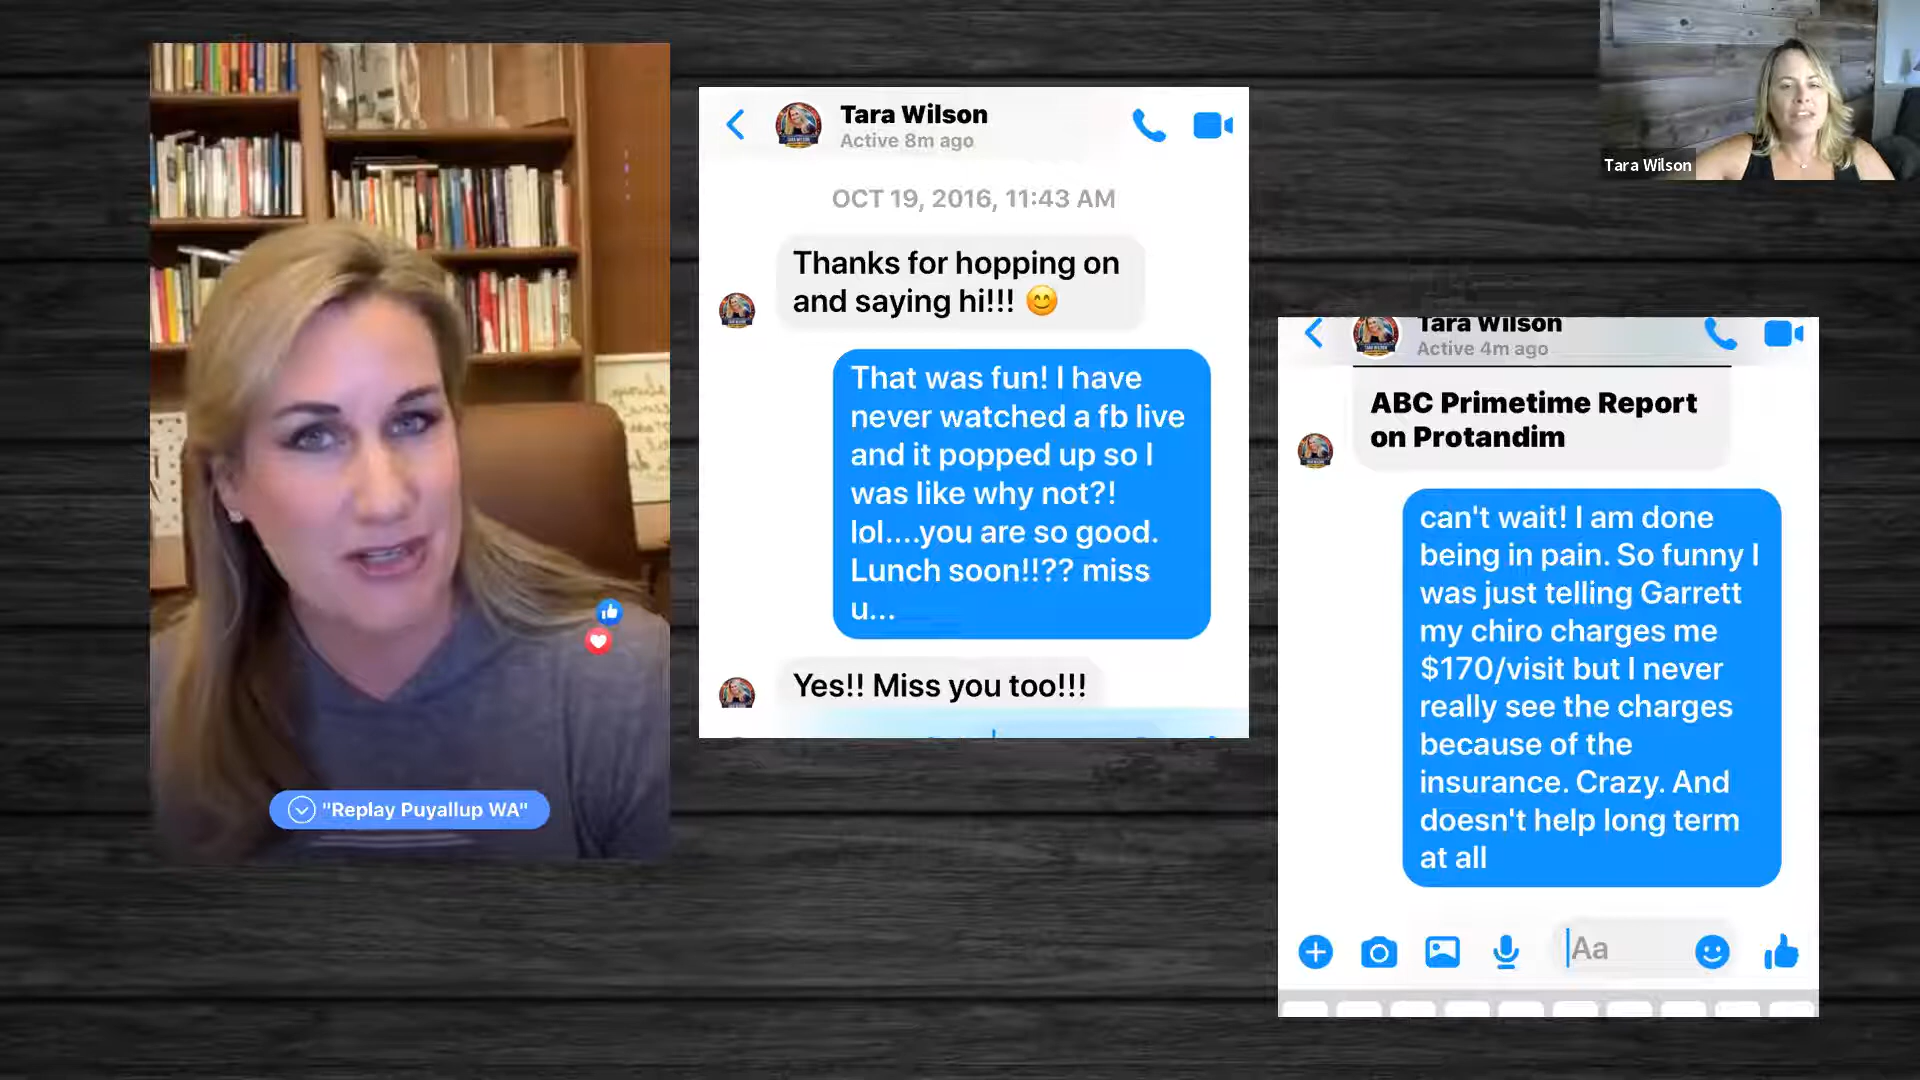 "Replay Puyallup WA"
Tara Wilson
Active 8m ago
OCT 19, 2016, 11:43 AM
Thanks for hopping on
and saying hi!!! 😊
That was fun! I have
never watched a fb live
and it popped up so I
was like why not?!
lol....you are so good.
Lunch soon!!?? miss
u...
Yes!! Miss you too!!!
Tara Wilson
Tara Wilson
Active 4m ago
ABC Primetime Report
on Protandim
can't wait! I am done
being in pain. So funny I
was just telling Garrett
my chiro charges me
$170/visit but I never
really see the charges
because of the
insurance. Crazy. And
doesn't help long term
at all
Aa